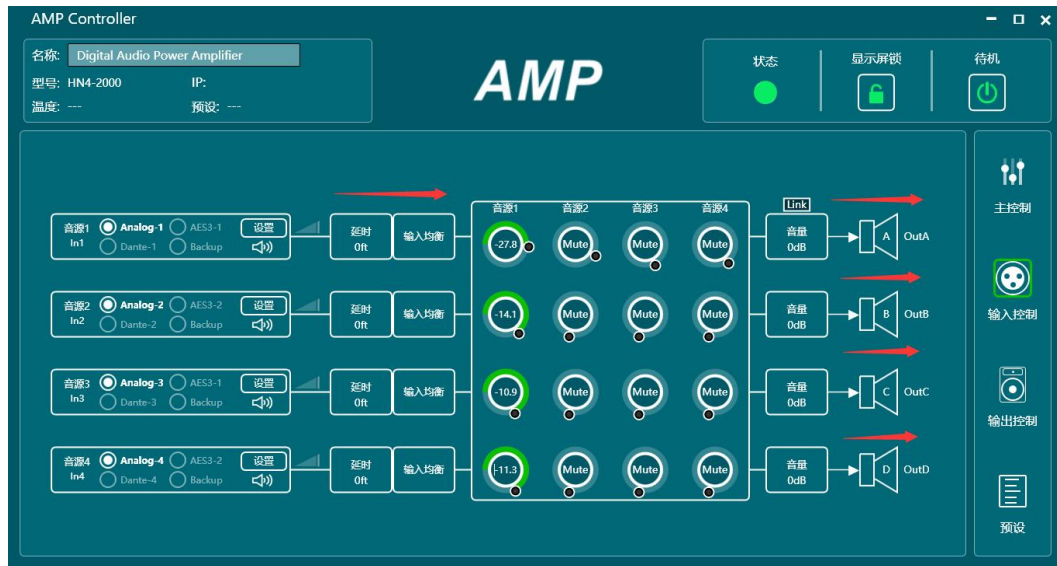 AMP Controller
名称: Digital Audio Power Amplifier
型号: HN4-2000 IP:
温度: --- 预设: ---
AMP
状态 显示屏锁 待机
主控制
输入控制
输出控制
预设
音源1 音源2 音源3 音源4 Link
音源1 Analog-1 AES3-1 设置
In1 Dante-1 Backup
延时
0ft
输入均衡
-27.8 Mute Mute Mute
音量
0dB
A OutA
音源2 Analog-2 AES3-2 设置
In2 Dante-2 Backup
延时
0ft
输入均衡
-14.1 Mute Mute Mute
音量
0dB
B OutB
音源3 Analog-3 AES3-1 设置
In3 Dante-3 Backup
延时
0ft
输入均衡
-10.9 Mute Mute Mute
音量
0dB
C OutC
音源4 Analog-4 AES3-2 设置
In4 Dante-4 Backup
延时
0ft
输入均衡
-11.3 Mute Mute Mute
音量
0dB
D OutD